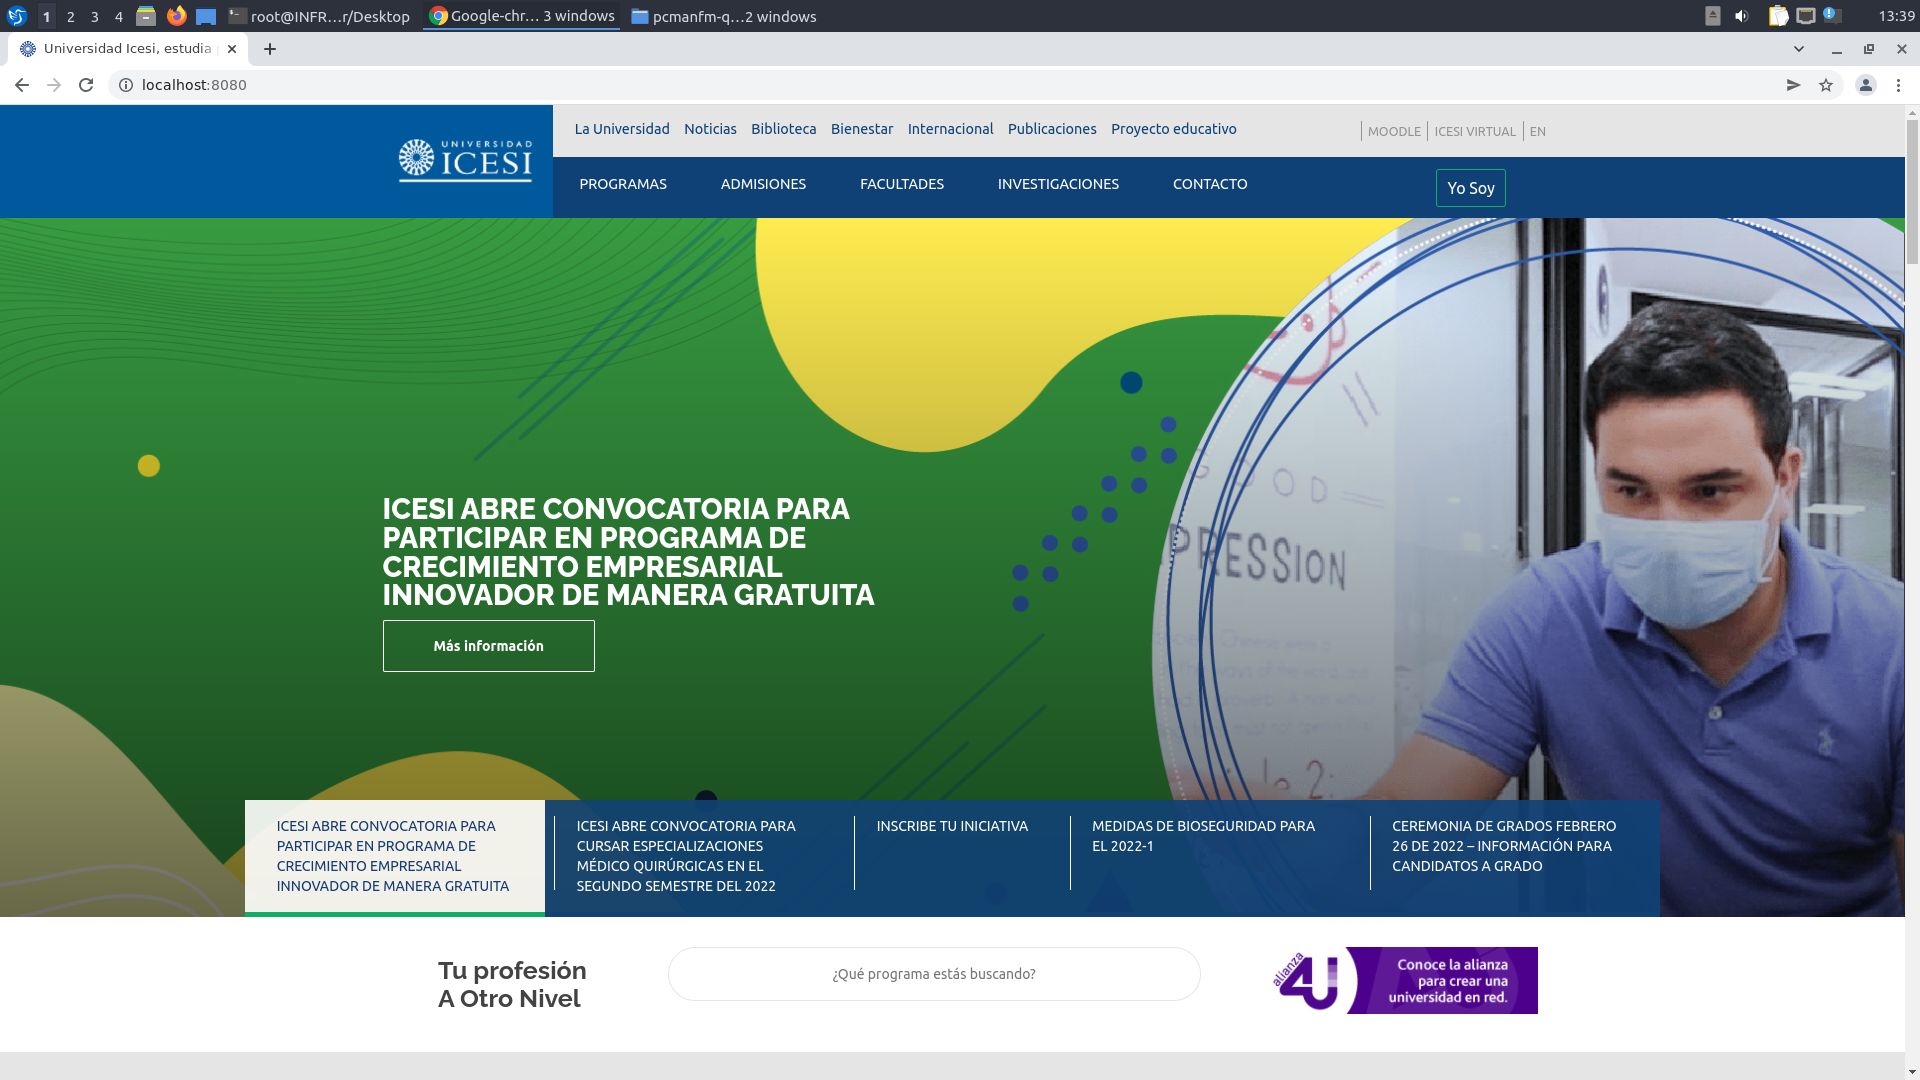 1 2 3 4 root@INFR...r/Desktop Google-chr... 3 windows pcmanfm-q...2 windows 13:39
Universidad Icesi, estudia
localhost:8080
La Universidad Noticias Biblioteca Bienestar Internacional Publicaciones Proyecto educativo MOODLE ICESI VIRTUAL EN
UNIVERSIDAD
ICESI
PROGRAMAS ADMISIONES FACULTADES INVESTIGACIONES CONTACTO Yo Soy
ICESI ABRE CONVOCATORIA PARA
PARTICIPAR EN PROGRAMA DE
CRECIMIENTO EMPRESARIAL
INNOVADOR DE MANERA GRATUITA
Más información
PRESSION
ICESI ABRE CONVOCATORIA PARA
PARTICIPAR EN PROGRAMA DE
CRECIMIENTO EMPRESARIAL
INNOVADOR DE MANERA GRATUITA
ICESI ABRE CONVOCATORIA PARA
CURSAR ESPECIALIZACIONES
MÉDICO QUIRÚRGICAS EN EL
SEGUNDO SEMESTRE DEL 2022
INSCRIBE TU INICIATIVA
MEDIDAS DE BIOSEGURIDAD PARA
EL 2022-1
CEREMONIA DE GRADOS FEBRERO
26 DE 2022 – INFORMACIÓN PARA
CANDIDATOS A GRADO
Tu profesión
A Otro Nivel
¿Qué programa estás buscando?
alianza
4U
Conoce la alianza
para crear una
universidad en red.